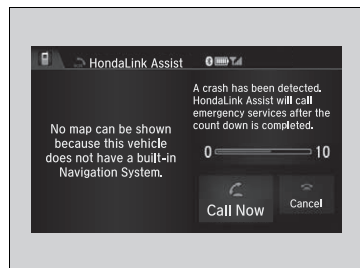 HondaLink Assist
A crash has been detected.
HondaLink Assist will call
emergency services after the
count down is completed.
No map can be shown
because this vehicle
does not have a built-in
Navigation System.
0 10
Call Now
Cancel